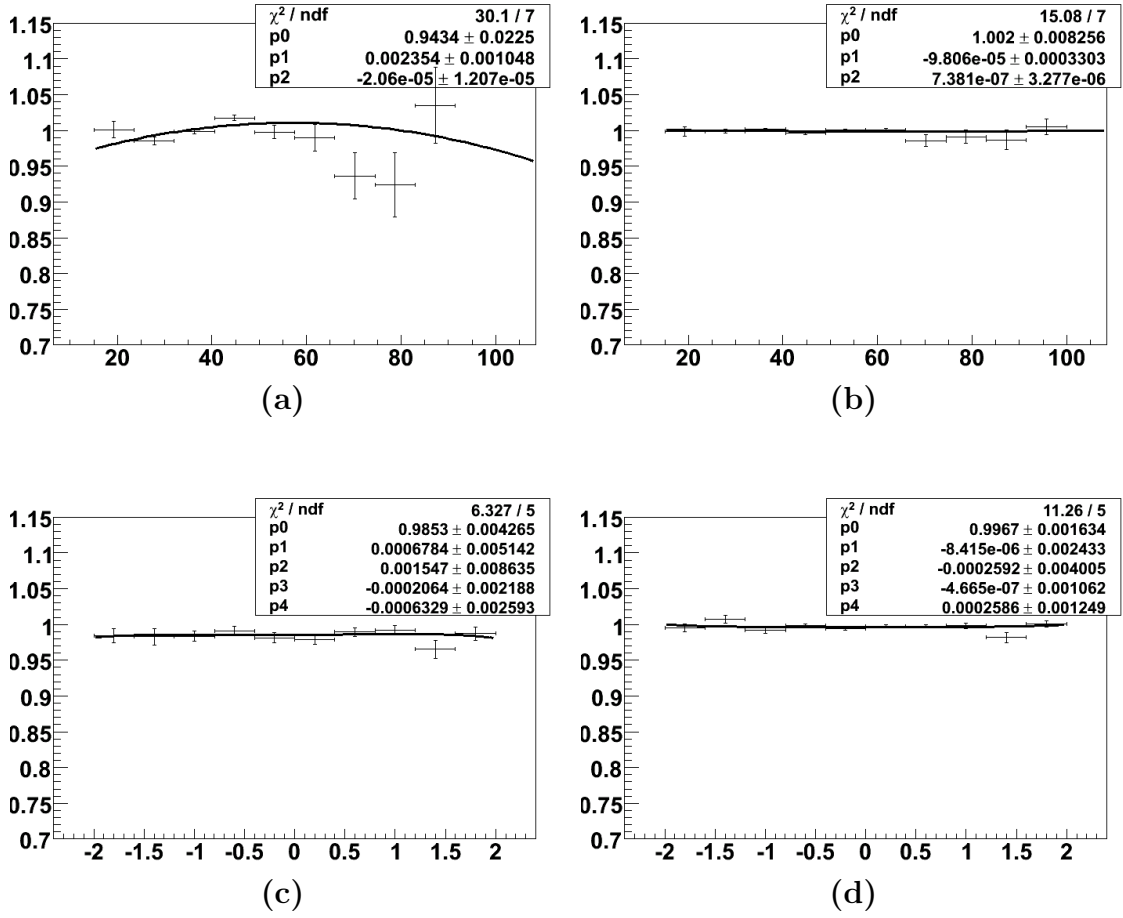 χ² / ndf 30.1 / 7
p0 0.9434 ± 0.0225
p1 0.002354 ± 0.001048
p2 -2.06e-05 ± 1.207e-05
1.15
1.1
1.05
1
0.95
0.9
0.85
0.8
0.75
0.7
20 40 60 80 100
(a)
χ² / ndf 15.08 / 7
p0 1.002 ± 0.008256
p1 -9.806e-05 ± 0.0003303
p2 7.381e-07 ± 3.277e-06
1.15
1.1
1.05
1
0.95
0.9
0.85
0.8
0.75
0.7
20 40 60 80 100
(b)
χ² / ndf 6.327 / 5
p0 0.9853 ± 0.004265
p1 0.0006784 ± 0.005142
p2 0.001547 ± 0.008635
p3 -0.0002064 ± 0.002188
p4 -0.0006329 ± 0.002593
1.15
1.1
1.05
1
0.95
0.9
0.85
0.8
0.75
0.7
-2 -1.5 -1 -0.5 0 0.5 1 1.5 2
(c)
χ² / ndf 11.26 / 5
p0 0.9967 ± 0.001634
p1 -8.415e-06 ± 0.002433
p2 -0.0002592 ± 0.004005
p3 -4.665e-07 ± 0.001062
p4 0.0002586 ± 0.001249
1.15
1.1
1.05
1
0.95
0.9
0.85
0.8
0.75
0.7
-2 -1.5 -1 -0.5 0 0.5 1 1.5 2
(d)